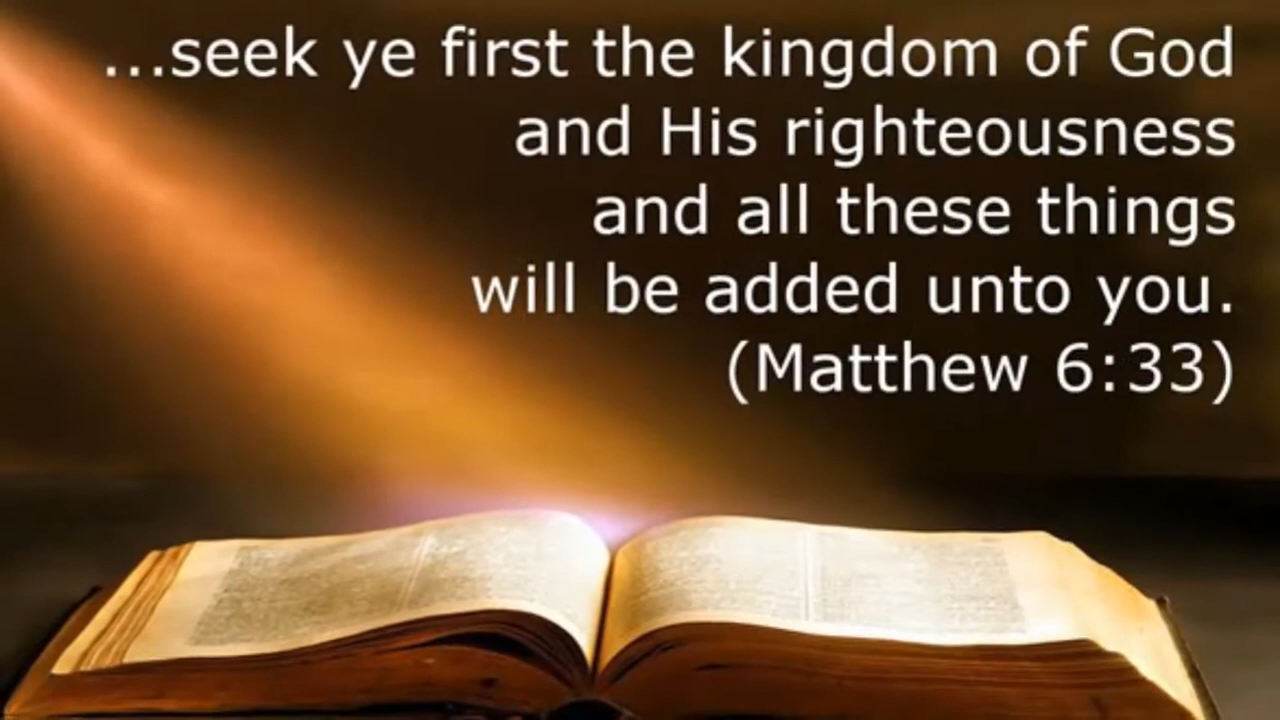 ...seek ye first the kingdom of God
and His righteousness
and all these things
will be added unto you.
(Matthew 6:33)